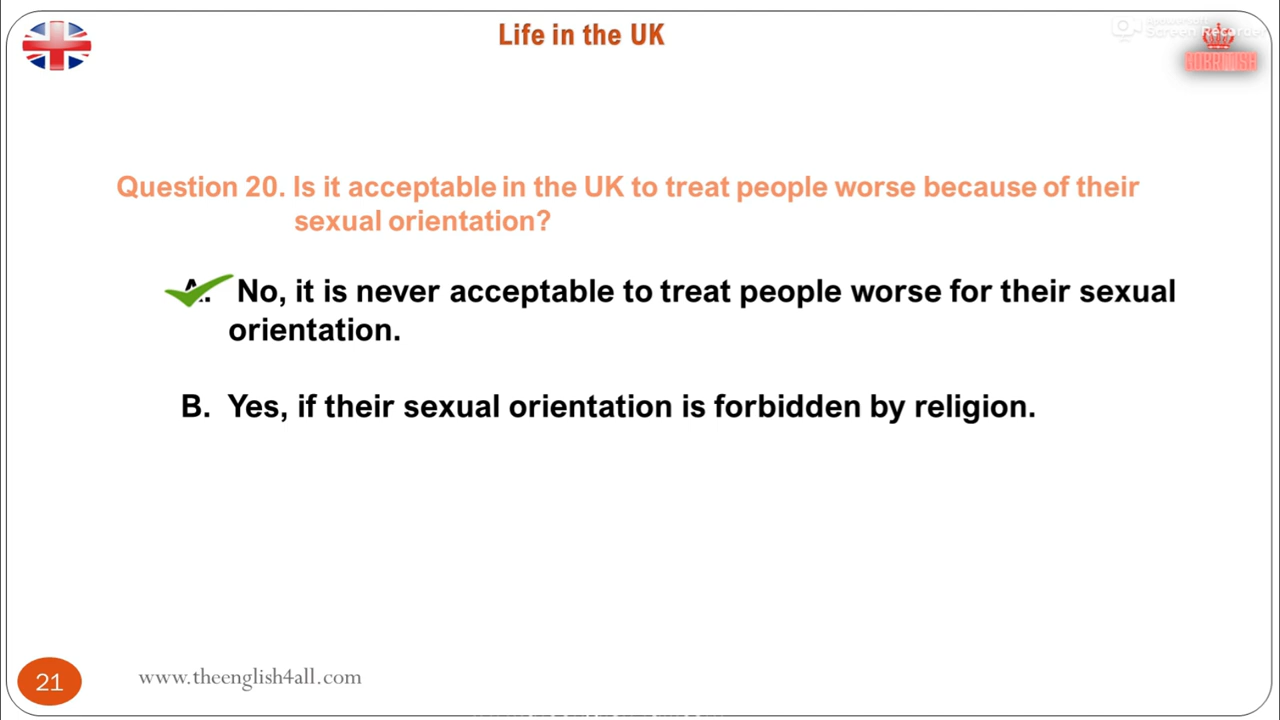 Life in the UK
Screen Recorder
Question 20. Is it acceptable in the UK to treat people worse because of their
sexual orientation?
A. No, it is never acceptable to treat people worse for their sexual
orientation.
B. Yes, if their sexual orientation is forbidden by religion.
21
www.theenglish4all.com